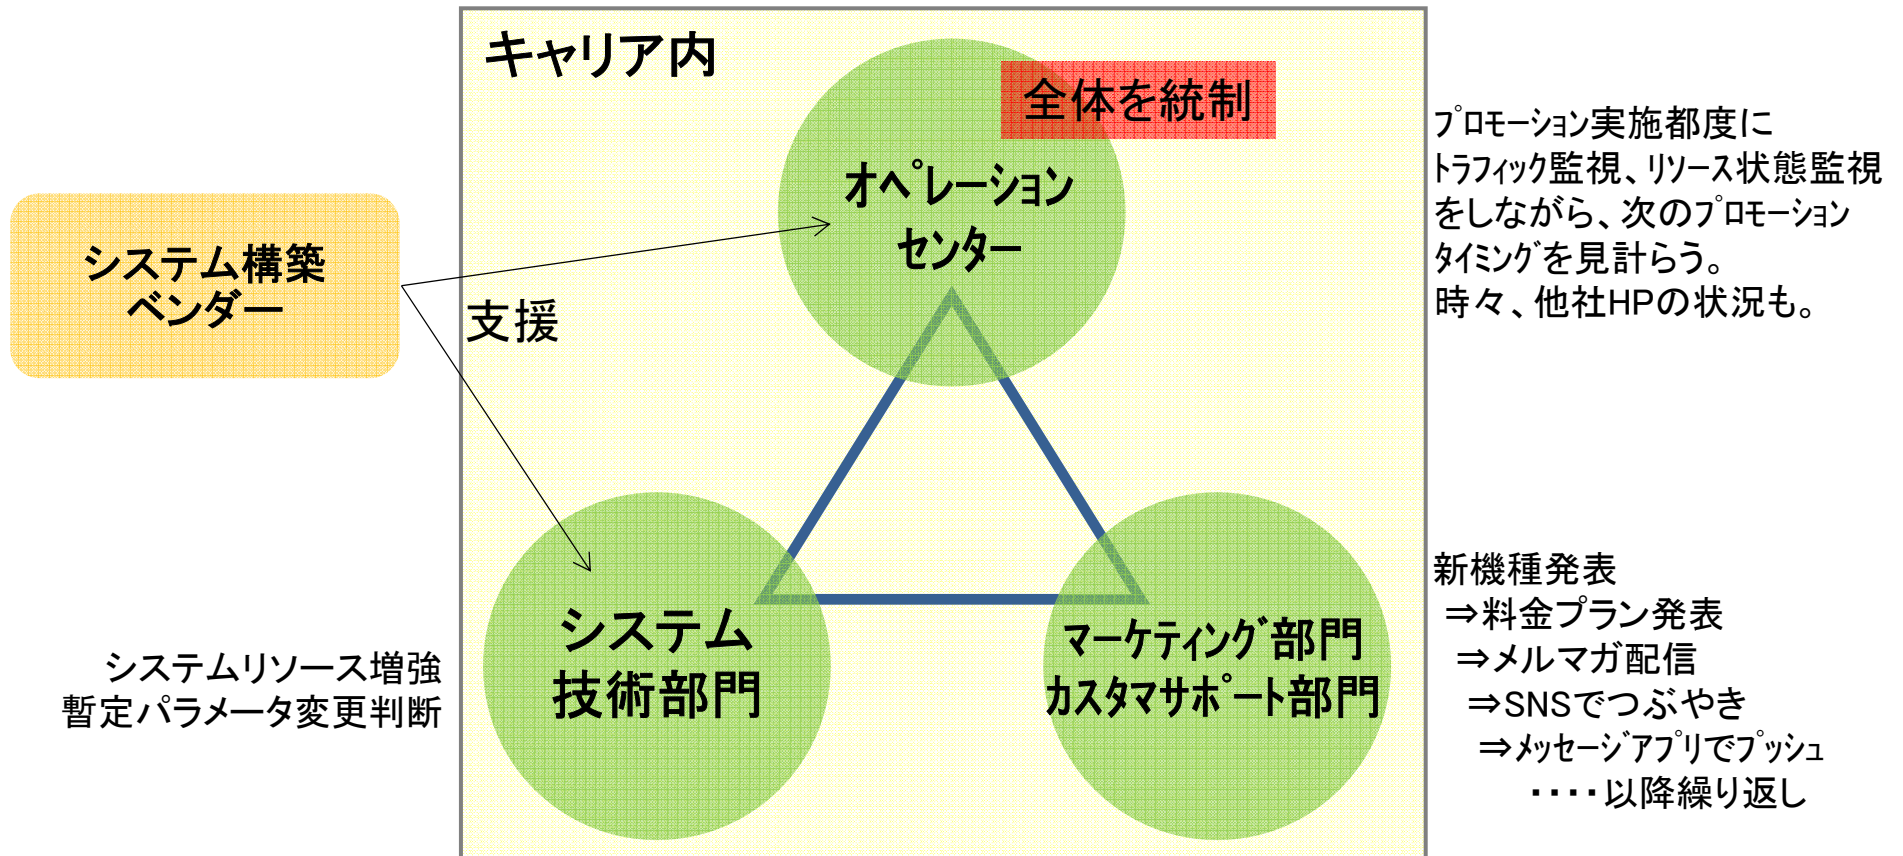 キャリア内
全体を統制
オペレーション
センター
システム構築
ベンダー
支援
プロモーション実施都度に
トラフィック監視、リソース状態監視
をしながら、次のプロモーション
タイミングを見計らう。
時々、他社HPの状況も。
システム
技術部門
システムリソース増強
暫定パラメータ変更判断
マーケティング部門
カスタマサポート部門
新機種発表
⇒料金プラン発表
⇒メルマガ配信
⇒SNSでつぶやき
⇒メッセージアプリでプッシュ
・・・・以降繰り返し